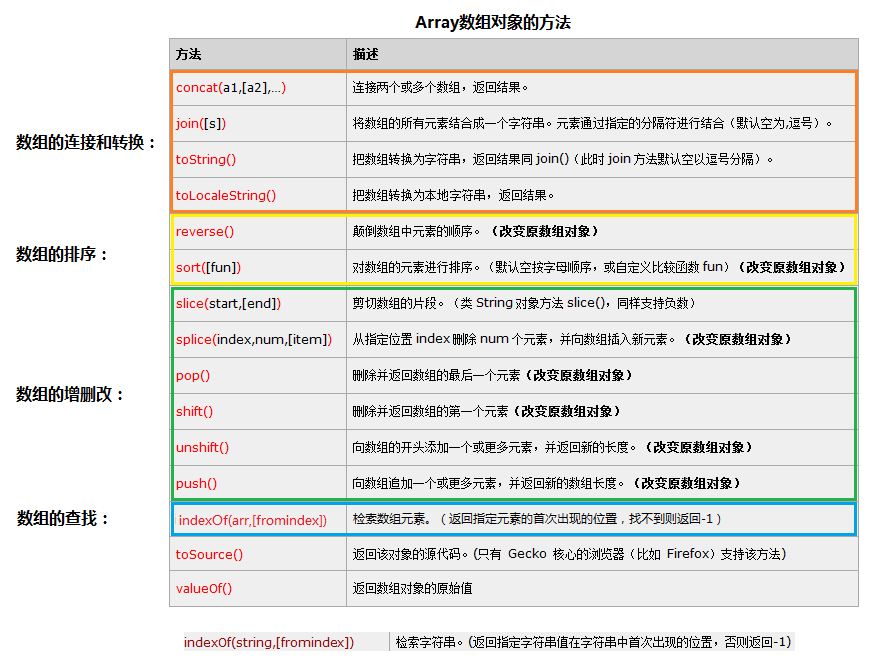 Array数组对象的方法
方法 描述
数组的连接和转换：
concat(a1,[a2],...) 连接两个或多个数组，返回结果。
join([s]) 将数组的所有元素结合成一个字符串。元素通过指定的分隔符进行结合（默认空为,逗号）。
toString() 把数组转换为字符串，返回结果同 join()（此时 join 方法默认空以逗号分隔）。
toLocaleString() 把数组转换为本地字符串，返回结果。
数组的排序：
reverse() 颠倒数组中元素的顺序。（改变原数组对象）
sort([fun]) 对数组的元素进行排序。（默认空按字母顺序，或自定义比较函数 fun）（改变原数组对象）
数组的增删改：
slice(start,[end]) 剪切数组的片段。（类 String 对象方法 slice()，同样支持负数）
splice(index,num,[item]) 从指定位置 index 删除 num 个元素，并向数组插入新元素。（改变原数组对象）
pop() 删除并返回数组的最后一个元素（改变原数组对象）
shift() 删除并返回数组的第一个元素（改变原数组对象）
unshift() 向数组的开头添加一个或更多元素，并返回新的长度。（改变原数组对象）
push() 向数组追加一个或更多元素，并返回新的数组长度。（改变原数组对象）
数组的查找：
indexOf(arr,[fromindex]) 检索数组元素。（返回指定元素的首次出现的位置，找不到则返回-1）
toSource() 返回该对象的源代码。(只有 Gecko 核心的浏览器（比如 Firefox）支持该方法)
valueOf() 返回数组对象的原始值
indexOf(string,[fromindex]) 检索字符串。(返回指定字符串值在字符串中首次出现的位置，否则返回-1)